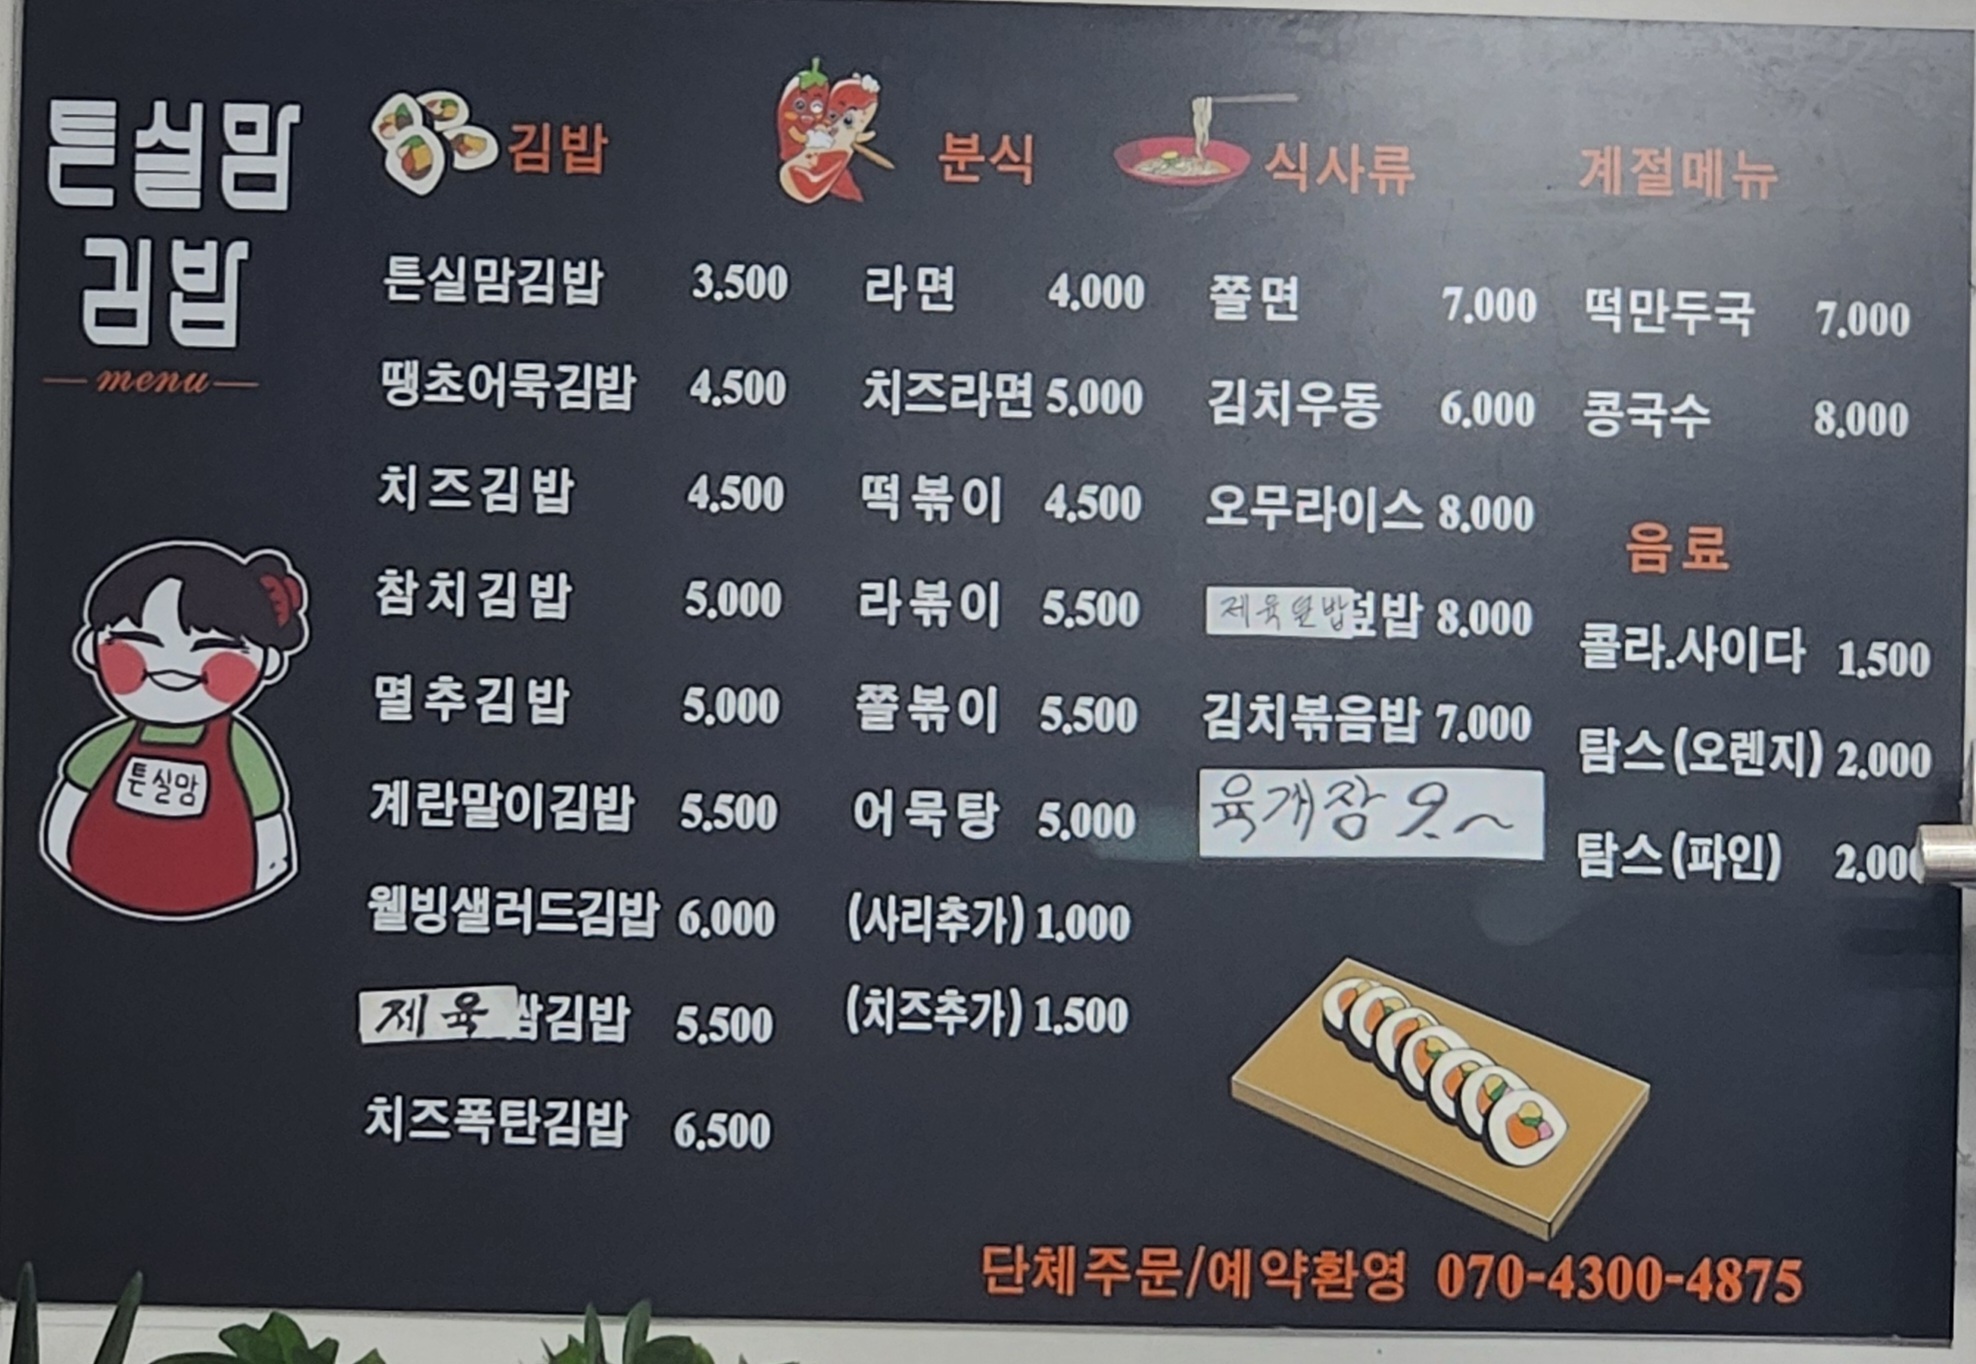 튼실맘
김밥
menu
튼실맘
김밥
튼실맘김밥 3.500
땡초어묵김밥 4.500
치즈김밥 4.500
참치김밥 5.000
멸추김밥 5.000
계란말이김밥 5.500
웰빙샐러드김밥 6.000
제육쌈김밥 5.500
치즈폭탄김밥 6.500
분식
라면 4.000
치즈라면 5.000
떡볶이 4.500
라볶이 5.500
쫄볶이 5.500
어묵탕 5.000
(사리추가) 1.000
(치즈추가) 1.500
식사류
쫄면 7.000
김치우동 6.000
오무라이스 8.000
제육덮밥덮밥 8.000
김치볶음밥 7.000
육개장 9.~
계절메뉴
떡만두국 7.000
콩국수 8.000
음료
콜라.사이다 1.500
탐스(오렌지) 2.000
탐스(파인) 2.000
단체주문/예약환영 070-4300-4875